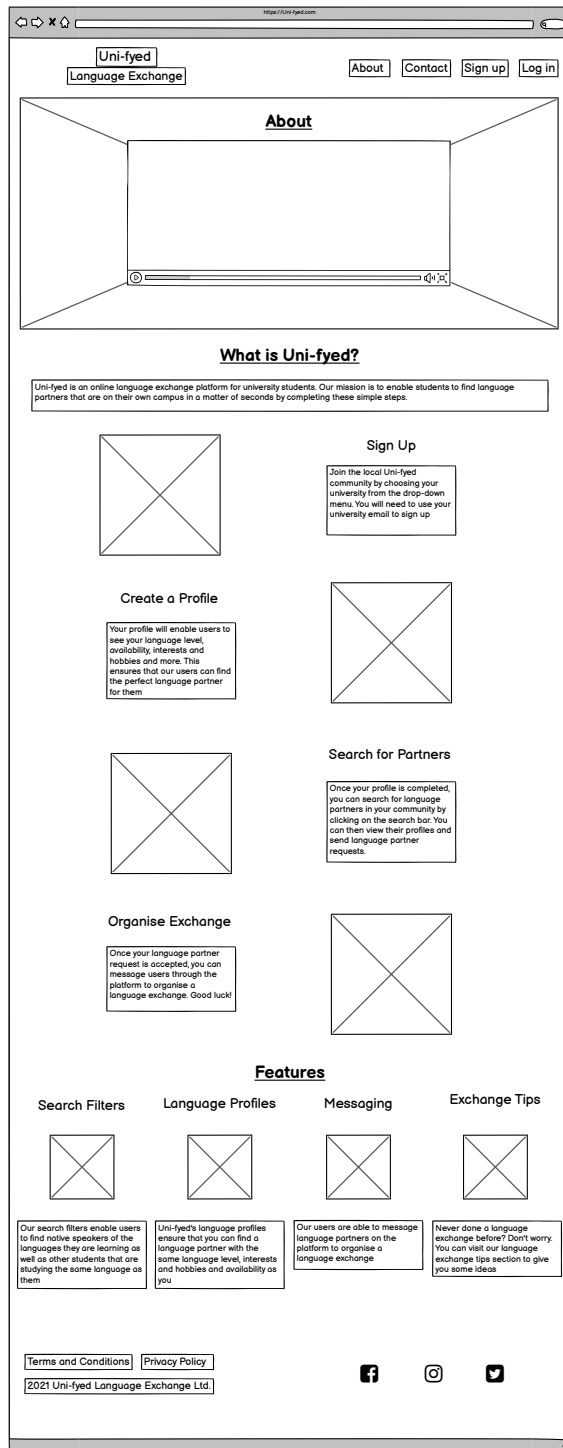 https://Uni-fyed.com
Uni-fyed
Language Exchange
About
Contact
Sign up
Log in
About
What is Uni-fyed?
Uni-fyed is an online language exchange platform for university students. Our mission is to enable students to find language
partners that are on their own campus in a matter of seconds by completing these simple steps.
Sign Up
Join the local Uni-fyed
community by choosing your
university from the drop-down
menu. You will need to use your
university email to sign up
Create a Profile
Your profile will enable users to
see your language level,
availability, interests and
hobbies and more. This
ensures that our users can find
the perfect language partner
for them
Search for Partners
Once your profile is completed,
you can search for language
partners in your community by
clicking on the search bar. You
can then view their profiles and
send language partner
requests.
Organise Exchange
Once your language partner
request is accepted, you can
message users through the
platform to organise a
language exchange. Good luck!
Features
Search Filters
Our search filters enable users
to find native speakers of the
languages they are learning as
well as other students that are
studying the same language as
them
Language Profiles
Uni-fyed's language profiles
ensure that you can find a
language partner with the
same language level, interests
and hobbies and availability as
you
Messaging
Our users are able to message
language partners on the
platform to organise a
language exchange
Exchange Tips
Never done a language
exchange before? Don't worry.
You can visit our language
exchange tips section to give
you some ideas
Terms and Conditions
Privacy Policy
2021 Uni-fyed Language Exchange Ltd.